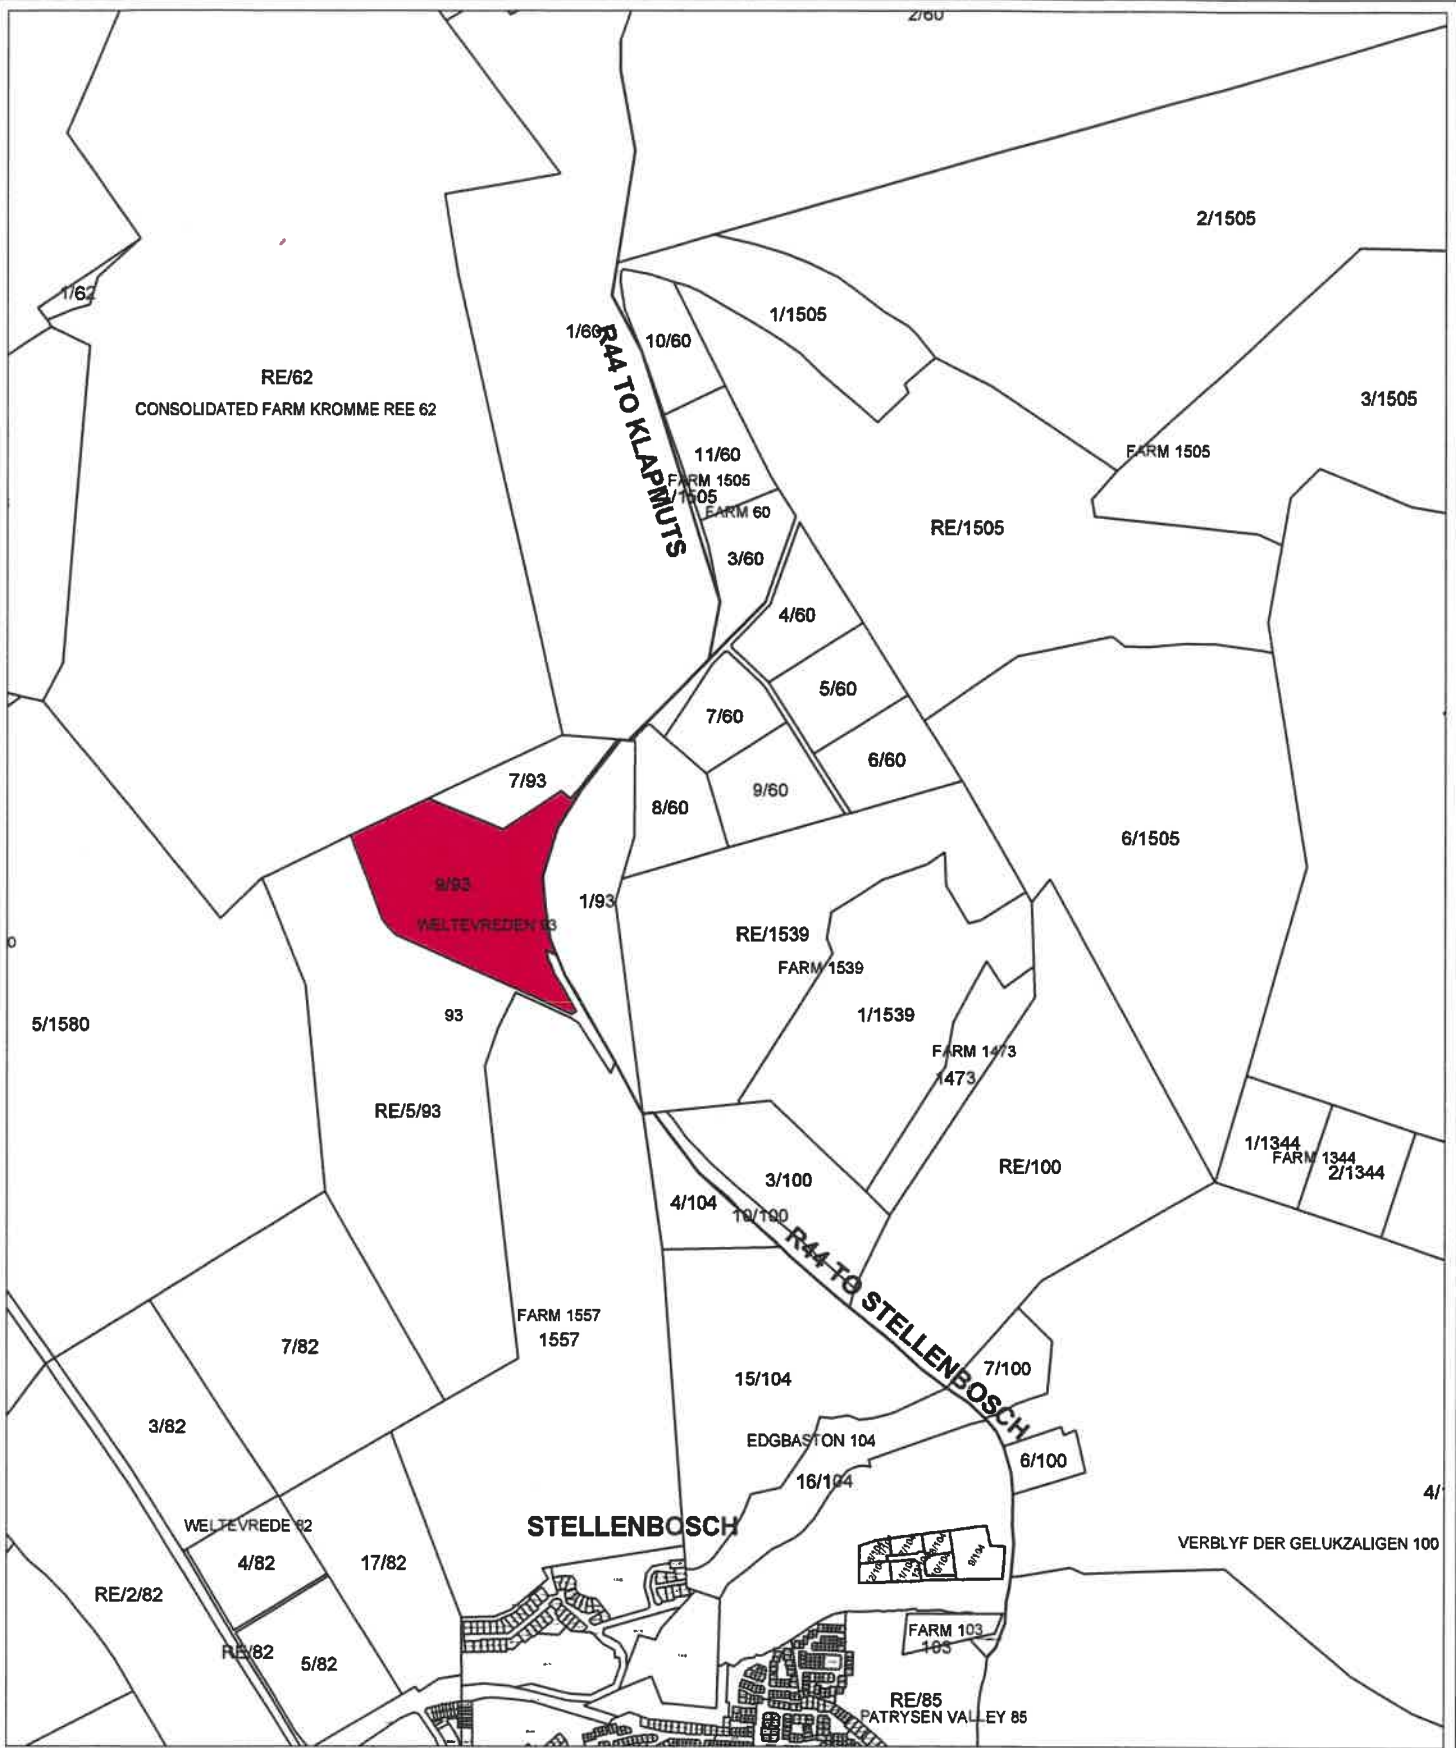 2/60
2/1505
1/62
1/1505
1/60
10/60
R44 TO KLAPMUTS
RE/62
CONSOLIDATED FARM KROMME REE 62
3/1505
FARM 1505
11/60
FARM 1505
/1505
FARM 60
RE/1505
3/60
4/60
5/60
7/60
6/60
7/93
9/60
8/60
6/1505
9/93
1/93
WELTEVREDEN 93
RE/1539
FARM 1539
0
93
5/1580
1/1539
FARM 1473
1473
RE/5/93
1/1344
FARM 1344
2/1344
RE/100
3/100
4/104
10/100
R44 TO STELLENBOSCH
FARM 1557
1557
7/82
7/100
15/104
3/82
EDGBASTON 104
6/100
16/104
4/
STELLENBOSCH
WELTEVREDE 82
VERBLYF DER GELUKZALIGEN 100
4/82
17/82
RE/2/82
FARM 103
103
RE/82
5/82
RE/85
PATRYSEN VALLEY 85